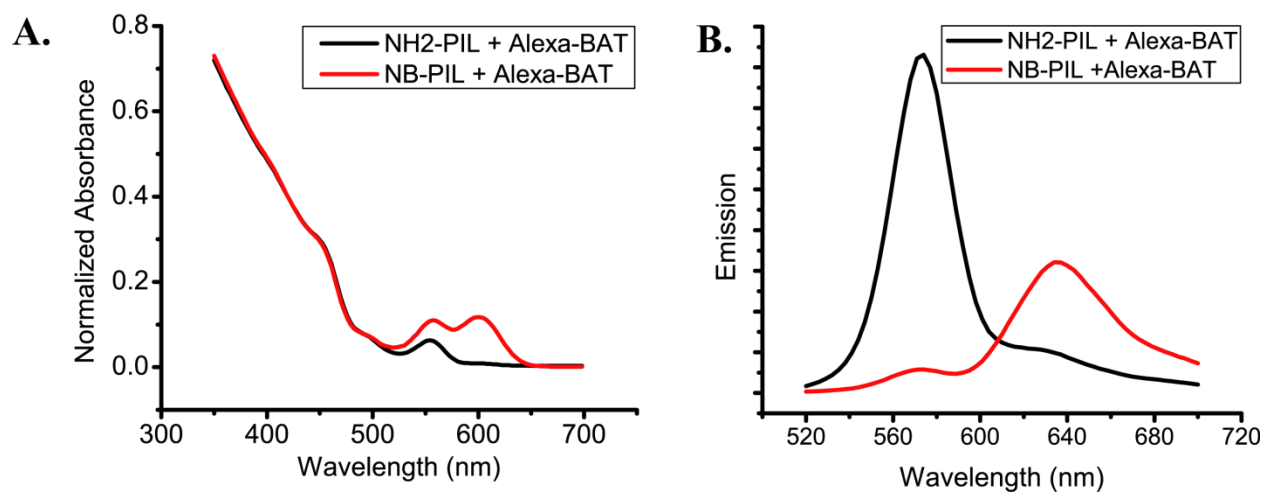 A.
NH2-PIL + Alexa-BAT
NB-PIL + Alexa-BAT
Normalized Absorbance
0.8
0.6
0.4
0.2
0.0
300 400 500 600 700
Wavelength (nm)
B.
NH2-PIL + Alexa-BAT
NB-PIL +Alexa-BAT
Emission
520 560 600 640 680 720
Wavelength (nm)